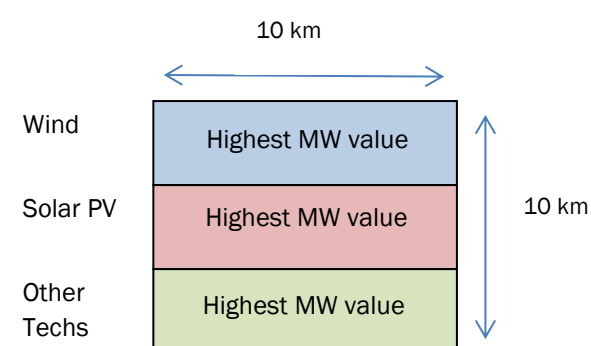 10 km
Wind
Highest MW value
Solar PV
Highest MW value
10 km
Other
Techs
Highest MW value